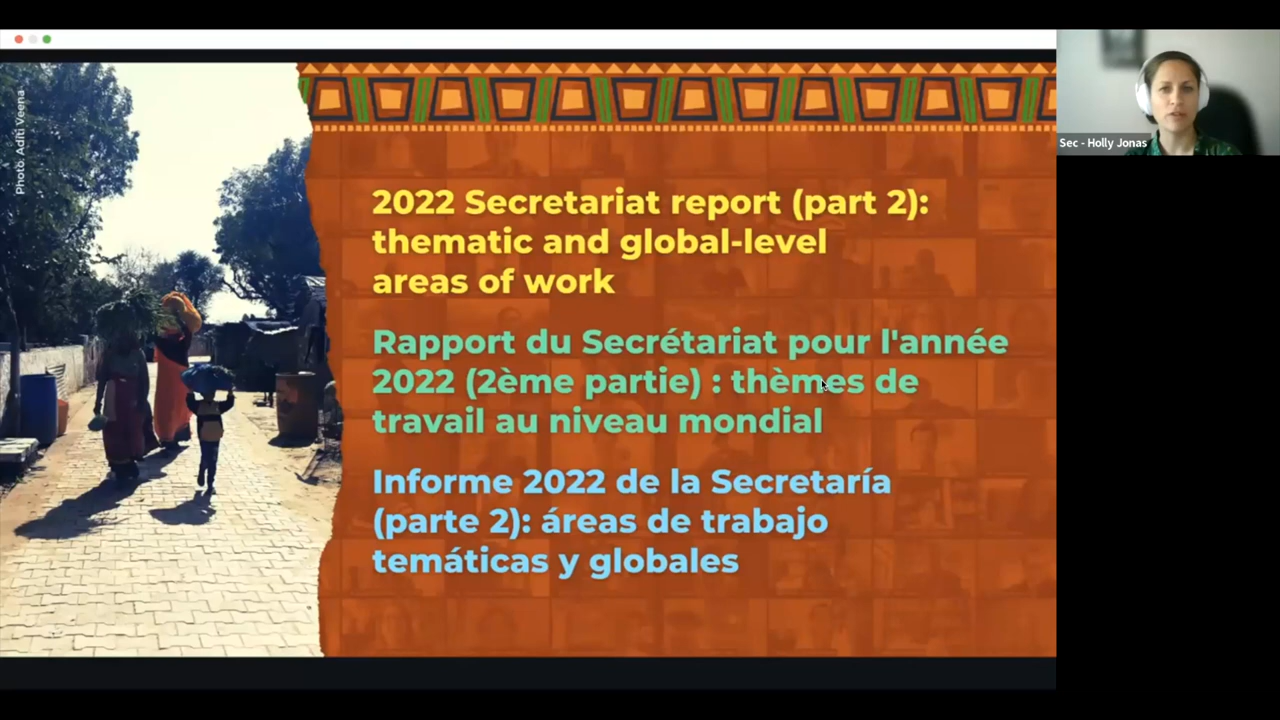 Photo: Aditi Veena
2022 Secretariat report (part 2):
thematic and global-level
areas of work
Rapport du Secrétariat pour l'année
2022 (2ème partie) : thèmes de
travail au niveau mondial
Informe 2022 de la Secretaría
(parte 2): áreas de trabajo
temáticas y globales
Sec - Holly Jonas